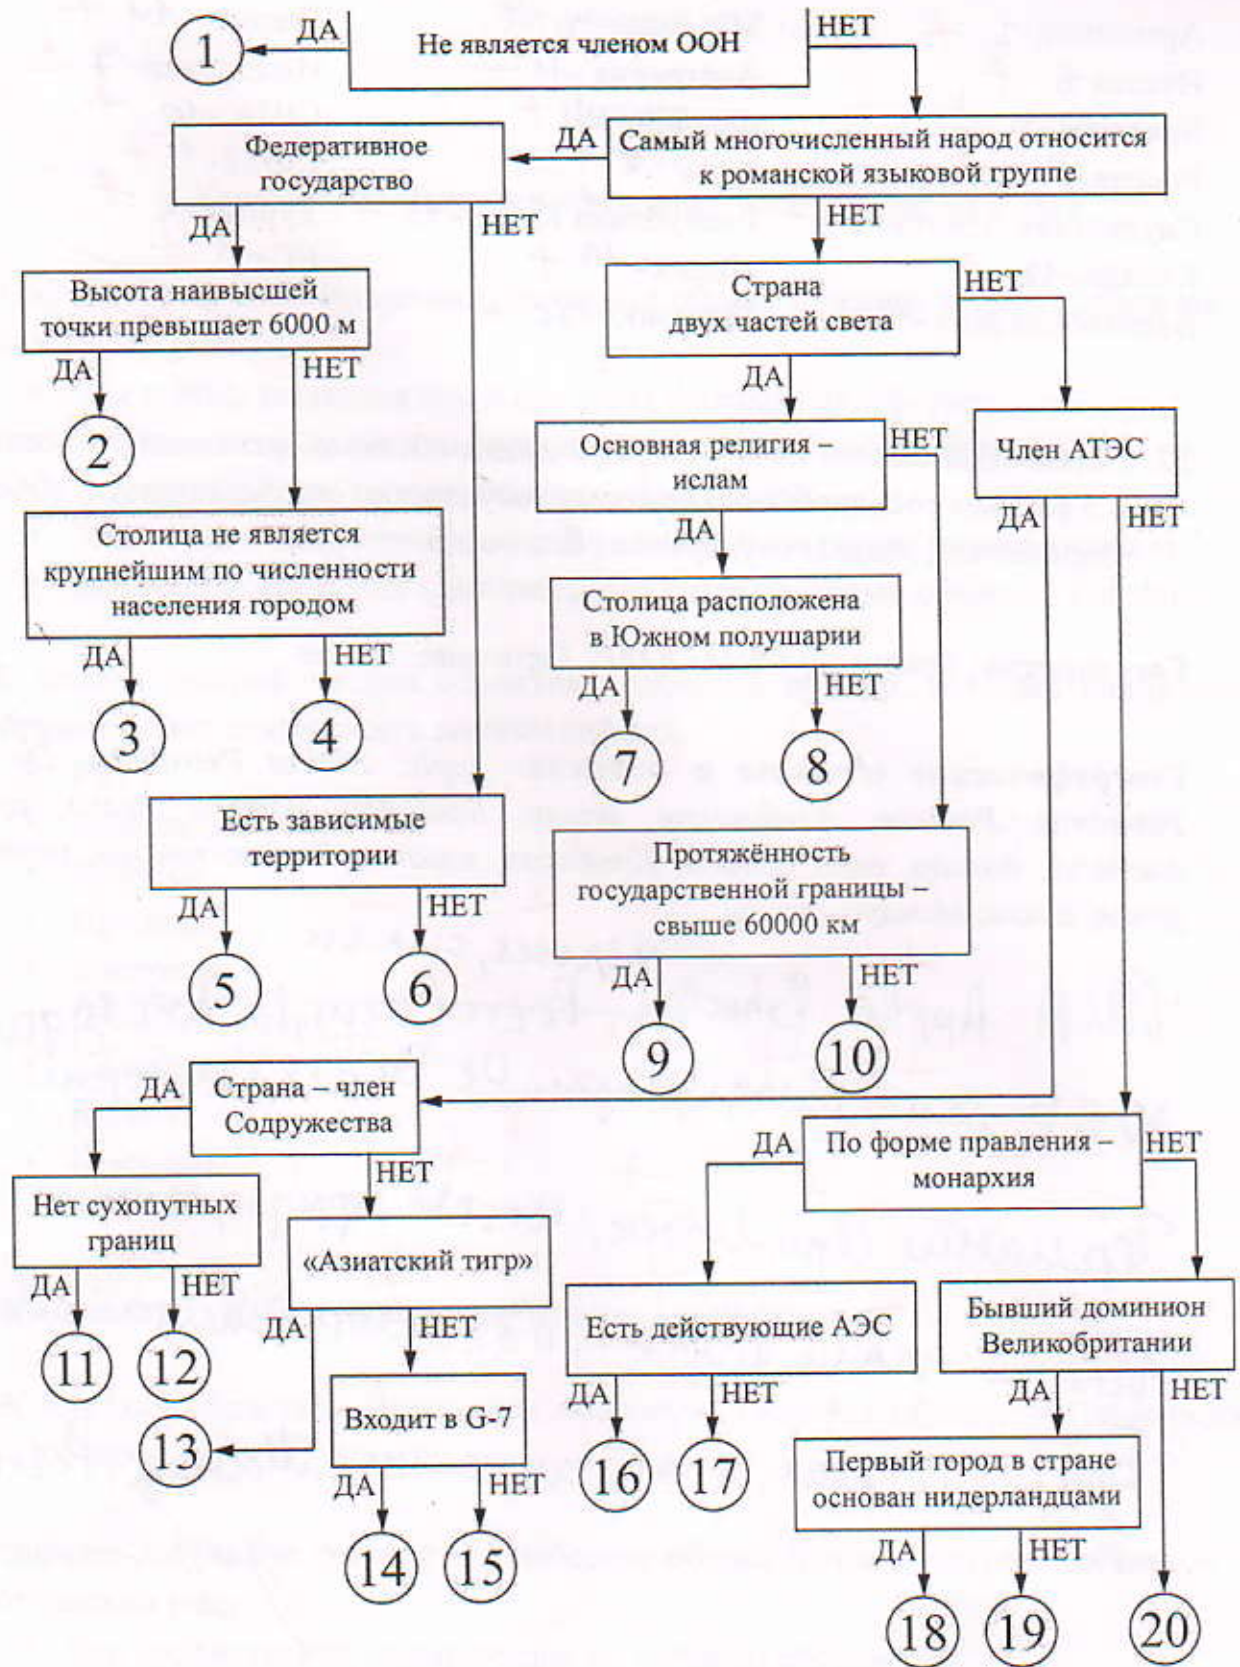 1
ДА
Не является членом ООН
НЕТ
Федеративное
государство
ДА
Самый многочисленный народ относится
к романской языковой группе
ДА
НЕТ
НЕТ
Высота наивысшей
точки превышает 6000 м
Страна
двух частей света
НЕТ
ДА
НЕТ
ДА
2
Основная религия –
ислам
НЕТ
Член АТЭС
Столица не является
крупнейшим по численности
населения городом
ДА
ДА
НЕТ
Столица расположена
в Южном полушарии
ДА
НЕТ
ДА
НЕТ
3
4
7
8
Есть зависимые
территории
Протяжённость
государственной границы –
свыше 60000 км
ДА
НЕТ
ДА
НЕТ
5
6
9
10
ДА
Страна – член
Содружества
НЕТ
ДА
По форме правления –
монархия
НЕТ
Нет сухопутных
границ
«Азиатский тигр»
ДА
НЕТ
ДА
НЕТ
Есть действующие АЭС
Бывший доминион
Великобритании
11
12
13
Входит в G-7
ДА
НЕТ
ДА
НЕТ
ДА
НЕТ
16
17
Первый город в стране
основан нидерландцами
14
15
ДА
НЕТ
18
19
20